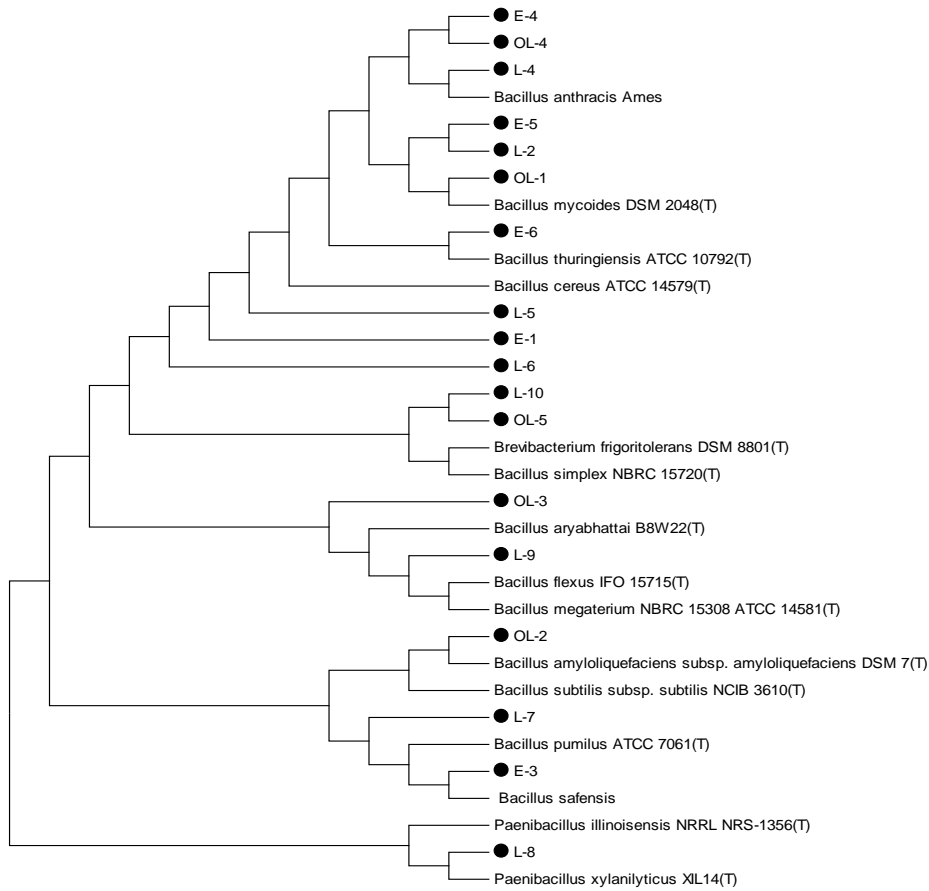 E-4
OL-4
L-4
Bacillus anthracis Ames
E-5
L-2
OL-1
Bacillus mycoides DSM 2048(T)
E-6
Bacillus thuringiensis ATCC 10792(T)
Bacillus cereus ATCC 14579(T)
L-5
E-1
L-6
L-10
OL-5
Brevibacterium frigoritolerans DSM 8801(T)
Bacillus simplex NBRC 15720(T)
OL-3
Bacillus aryabhattai B8W22(T)
L-9
Bacillus flexus IFO 15715(T)
Bacillus megaterium NBRC 15308 ATCC 14581(T)
OL-2
Bacillus amyloliquefaciens subsp. amyloliquefaciens DSM 7(T)
Bacillus subtilis subsp. subtilis NCIB 3610(T)
L-7
Bacillus pumilus ATCC 7061(T)
E-3
Bacillus safensis
Paenibacillus illinoisensis NRRL NRS-1356(T)
L-8
Paenibacillus xylanilyticus XIL14(T)